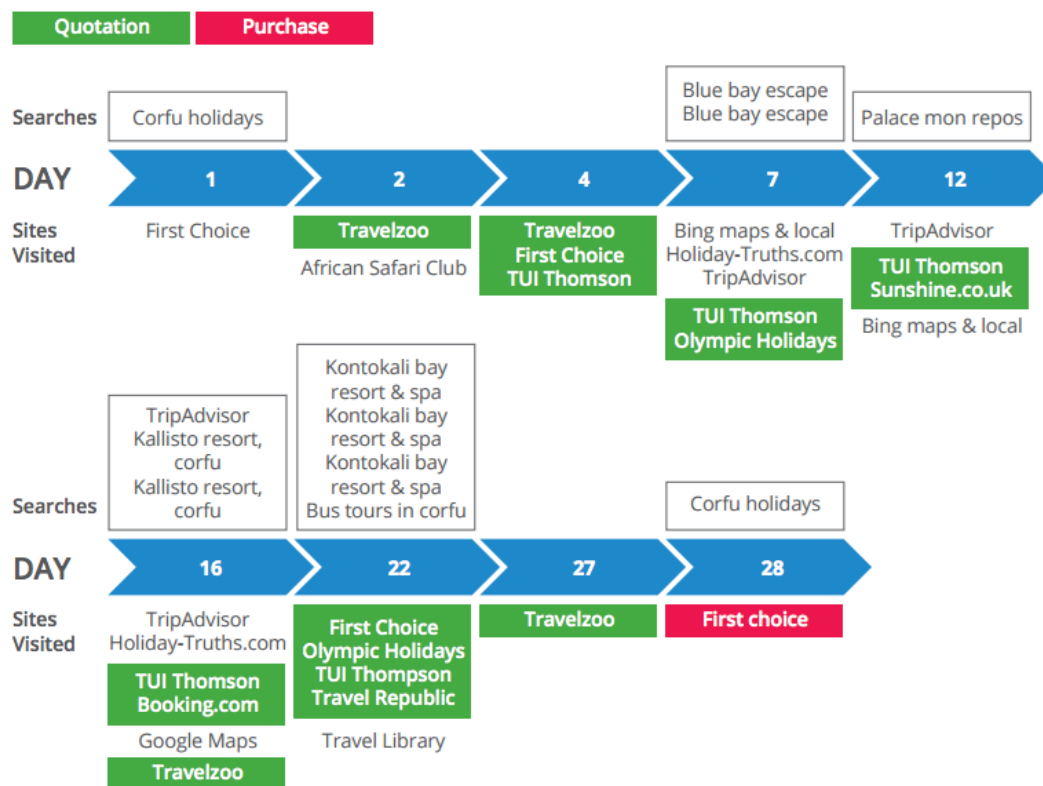 Quotation
Purchase
Searches
Corfu holidays
Blue bay escape
Blue bay escape
Palace mon repos
DAY
1
2
4
7
12
Sites
Visited
First Choice
Travelzoo
African Safari Club
Travelzoo
First Choice
TUI Thomson
Bing maps & local
Holiday-Truths.com
TripAdvisor
TUI Thomson
Olympic Holidays
TripAdvisor
TUI Thomson
Sunshine.co.uk
Bing maps & local
Searches
TripAdvisor
Kallisto resort,
corfu
Kallisto resort,
corfu
Kontokali bay
resort & spa
Kontokali bay
resort & spa
Kontokali bay
resort & spa
Bus tours in corfu
Corfu holidays
DAY
16
22
27
28
Sites
Visited
TripAdvisor
Holiday-Truths.com
TUI Thomson
Booking.com
Google Maps
Travelzoo
First Choice
Olympic Holidays
TUI Thompson
Travel Republic
Travel Library
Travelzoo
First choice